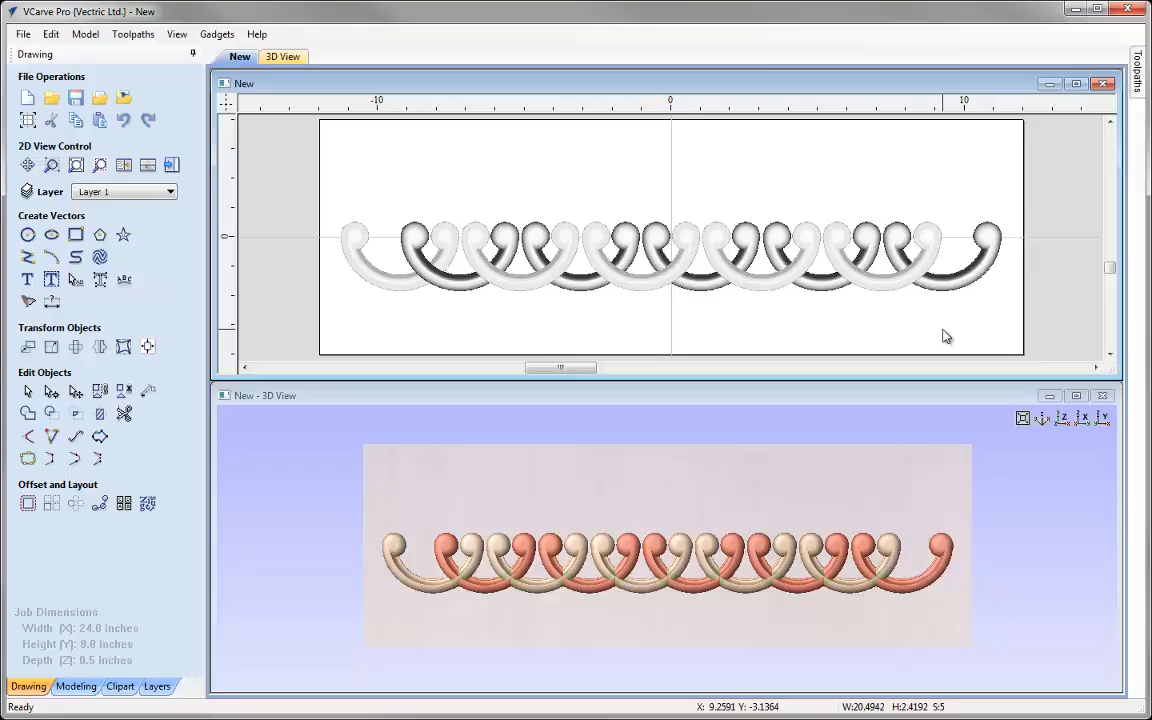 VCarve Pro {Vectric Ltd.} - New
File Edit Model Toolpaths View Gadgets Help
Drawing
New
3D View
Toolpaths
File Operations
New
-10 0 10
0
2D View Control
Layer
Layer 1
Create Vectors
Transform Objects
Edit Objects
New - 3D View
Z X Y
Offset and Layout
Job Dimensions
Width (X): 24.0 inches
Height (Y): 8.0 inches
Depth (Z): 0.5 inches
Drawing Modeling Clipart Layers
Ready
X: 9.2591 Y: -3.1364
W:20.4942 H:2.4192 S:5